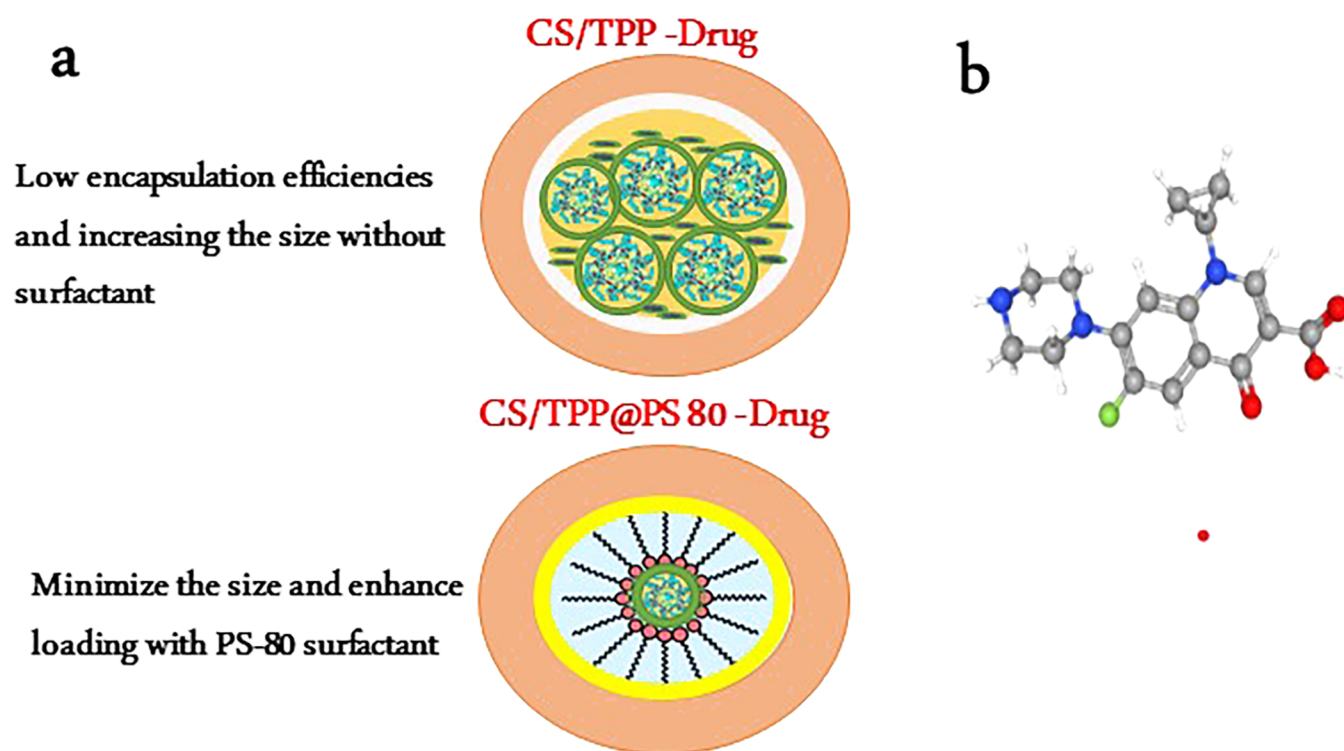 a
CS/TPP -Drug
b
Low encapsulation efficiencies
and increasing the size without
surfactant
CS/TPP@PS 80 -Drug
Minimize the size and enhance
loading with PS-80 surfactant